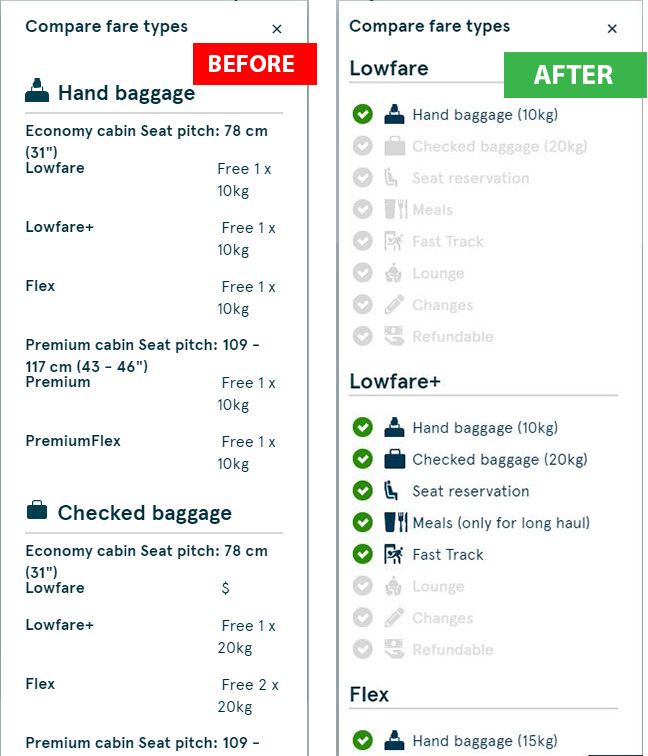 Compare fare types ×
BEFORE
Hand baggage
Economy cabin Seat pitch: 78 cm
(31")
Lowfare Free 1 x
10kg
Lowfare+ Free 1 x
10kg
Flex Free 1 x
10kg
Premium cabin Seat pitch: 109 -
117 cm (43 - 46")
Premium Free 1 x
10kg
PremiumFlex Free 1 x
10kg
Checked baggage
Economy cabin Seat pitch: 78 cm
(31")
Lowfare $
Lowfare+ Free 1 x
20kg
Flex Free 2 x
20kg
Premium cabin Seat pitch: 109 -
Compare fare types ×
AFTER
Lowfare
Hand baggage (10kg)
Checked baggage (20kg)
Seat reservation
Meals
Fast Track
Lounge
Changes
Refundable
Lowfare+
Hand baggage (10kg)
Checked baggage (20kg)
Seat reservation
Meals (only for long haul)
Fast Track
Lounge
Changes
Refundable
Flex
Hand baggage (15kg)